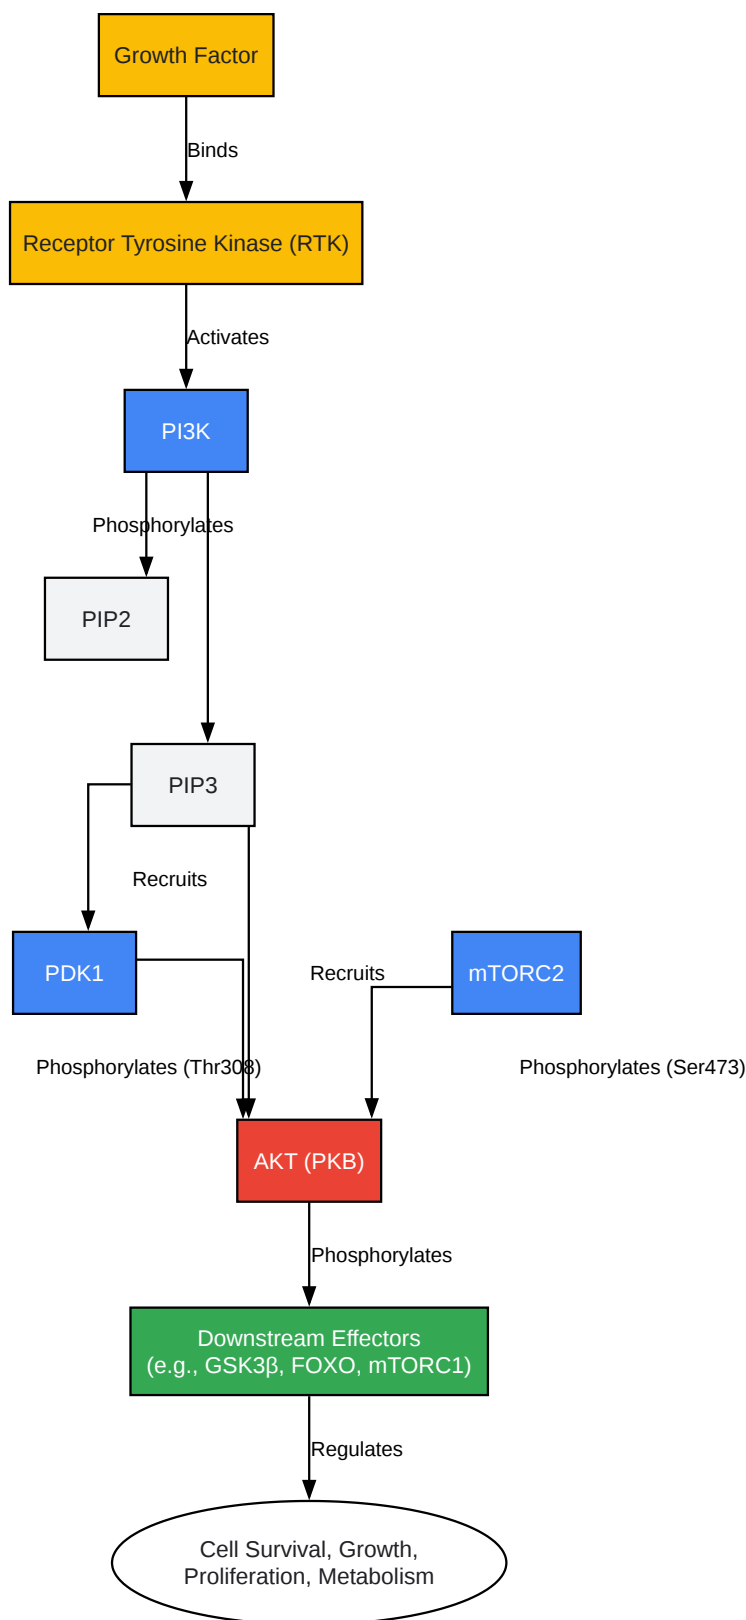 Growth Factor
Binds
Receptor Tyrosine Kinase (RTK)
Activates
PI3K
Phosphorylates
PIP2
PIP3
Recruits
PDK1
Recruits
mTORC2
Phosphorylates (Thr308)
Phosphorylates (Ser473)
AKT (PKB)
Phosphorylates
Downstream Effectors
(e.g., GSK3β, FOXO, mTORC1)
Regulates
Cell Survival, Growth,
Proliferation, Metabolism